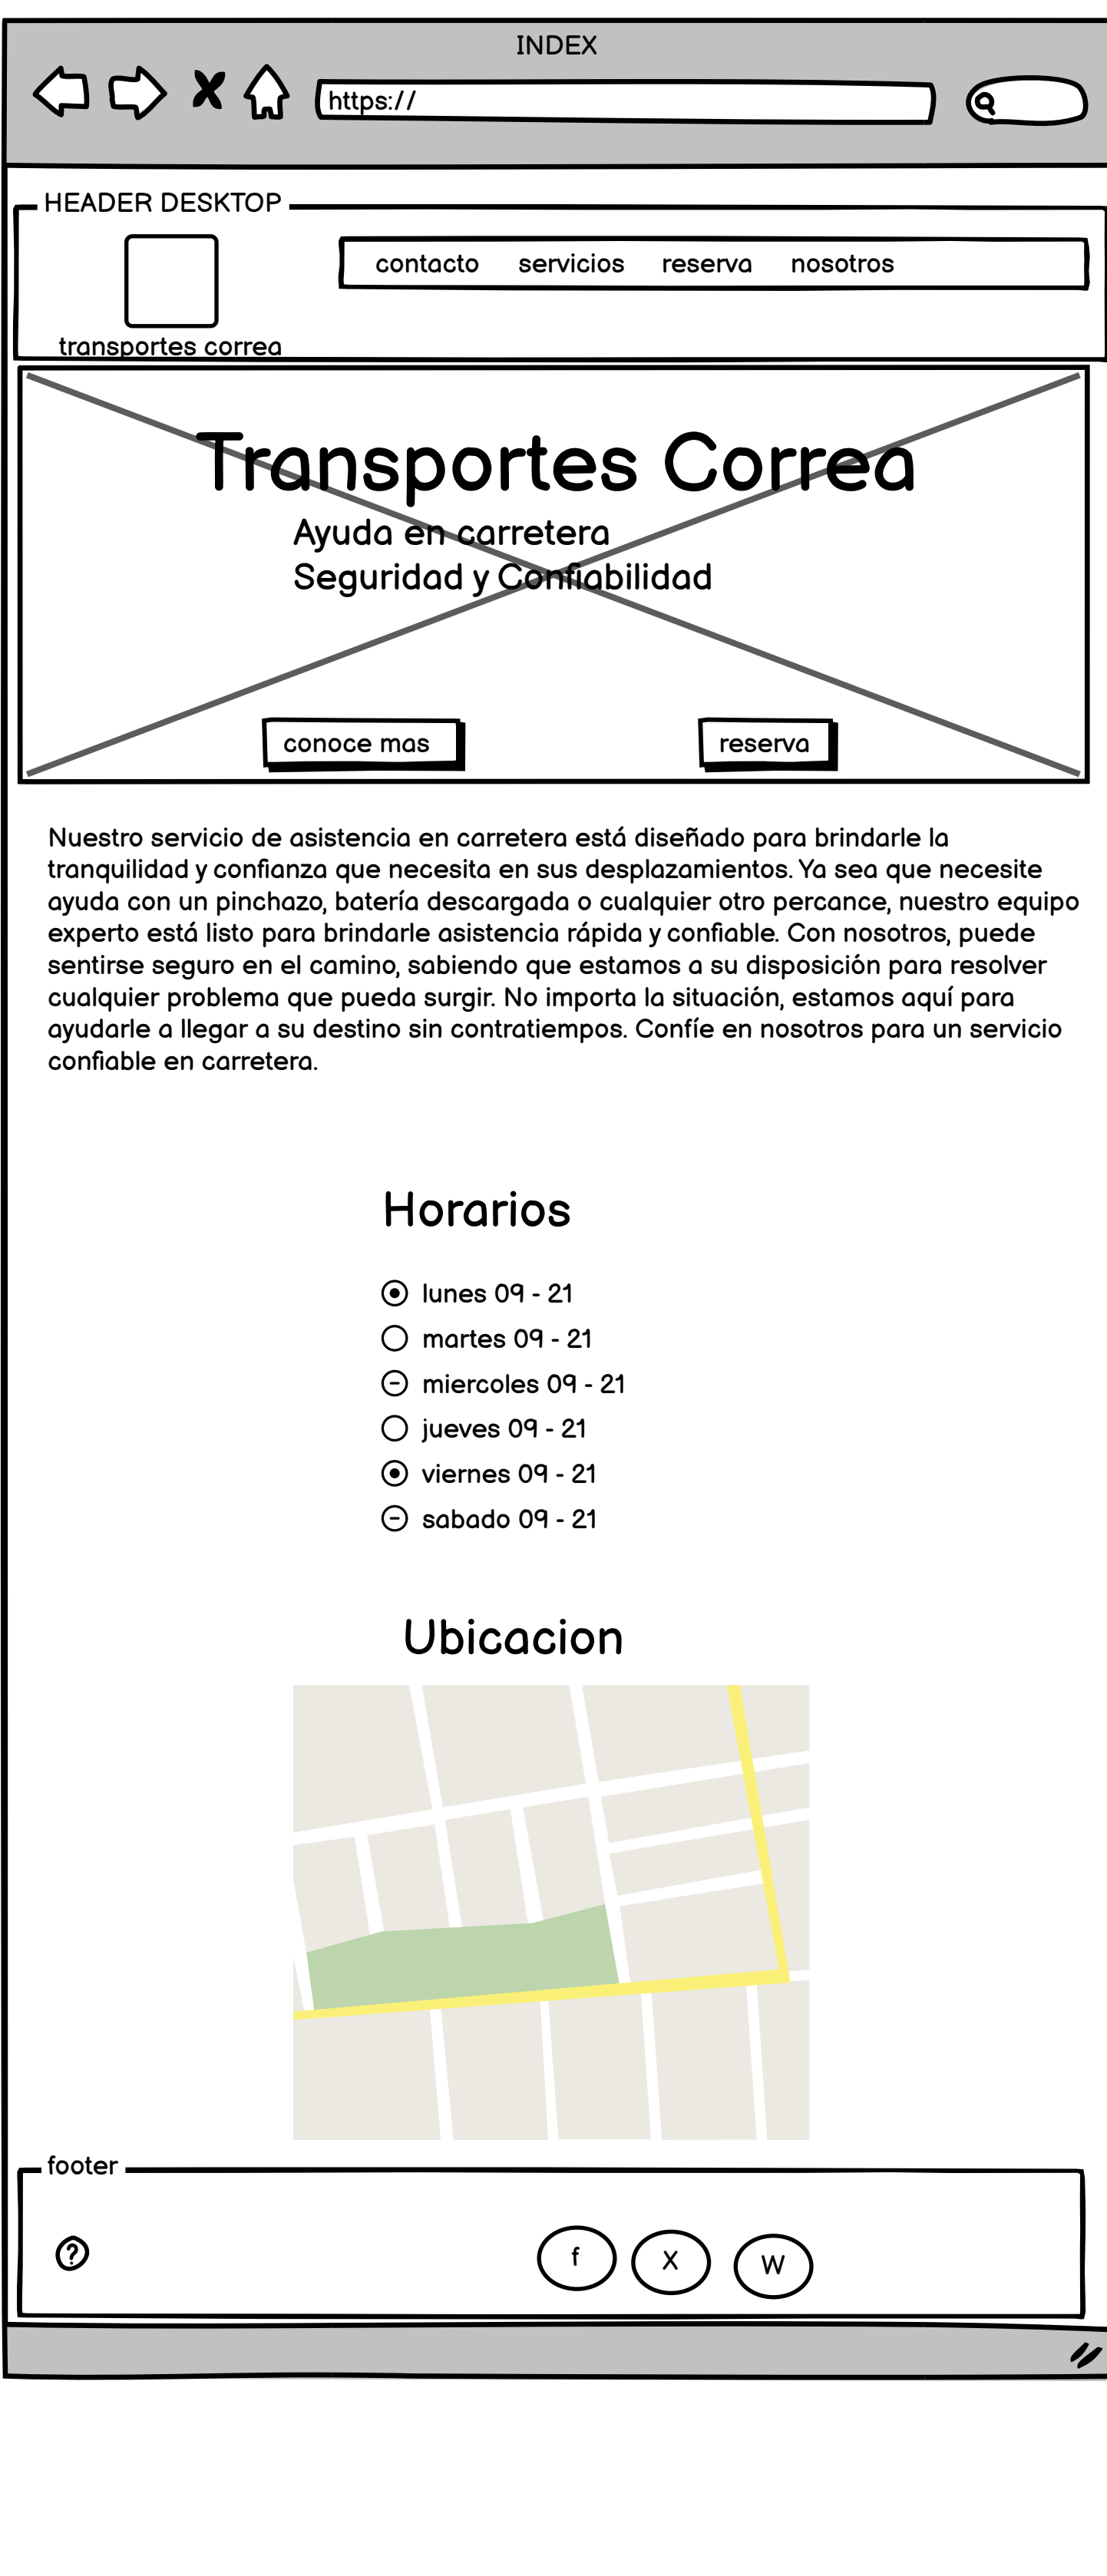 INDEX
https://
HEADER DESKTOP
contacto servicios reserva nosotros
transportes correa
Transportes Correa
Ayuda en carretera
Seguridad y Confiabilidad
conoce mas
reserva
Nuestro servicio de asistencia en carretera está diseñado para brindarle la
tranquilidad y confianza que necesita en sus desplazamientos. Ya sea que necesite
ayuda con un pinchazo, batería descargada o cualquier otro percance, nuestro equipo
experto está listo para brindarle asistencia rápida y confiable. Con nosotros, puede
sentirse seguro en el camino, sabiendo que estamos a su disposición para resolver
cualquier problema que pueda surgir. No importa la situación, estamos aquí para
ayudarle a llegar a su destino sin contratiempos. Confíe en nosotros para un servicio
confiable en carretera.
Horarios
lunes 09 - 21
martes 09 - 21
miercoles 09 - 21
jueves 09 - 21
viernes 09 - 21
sabado 09 - 21
Ubicacion
footer
?
f
X
W